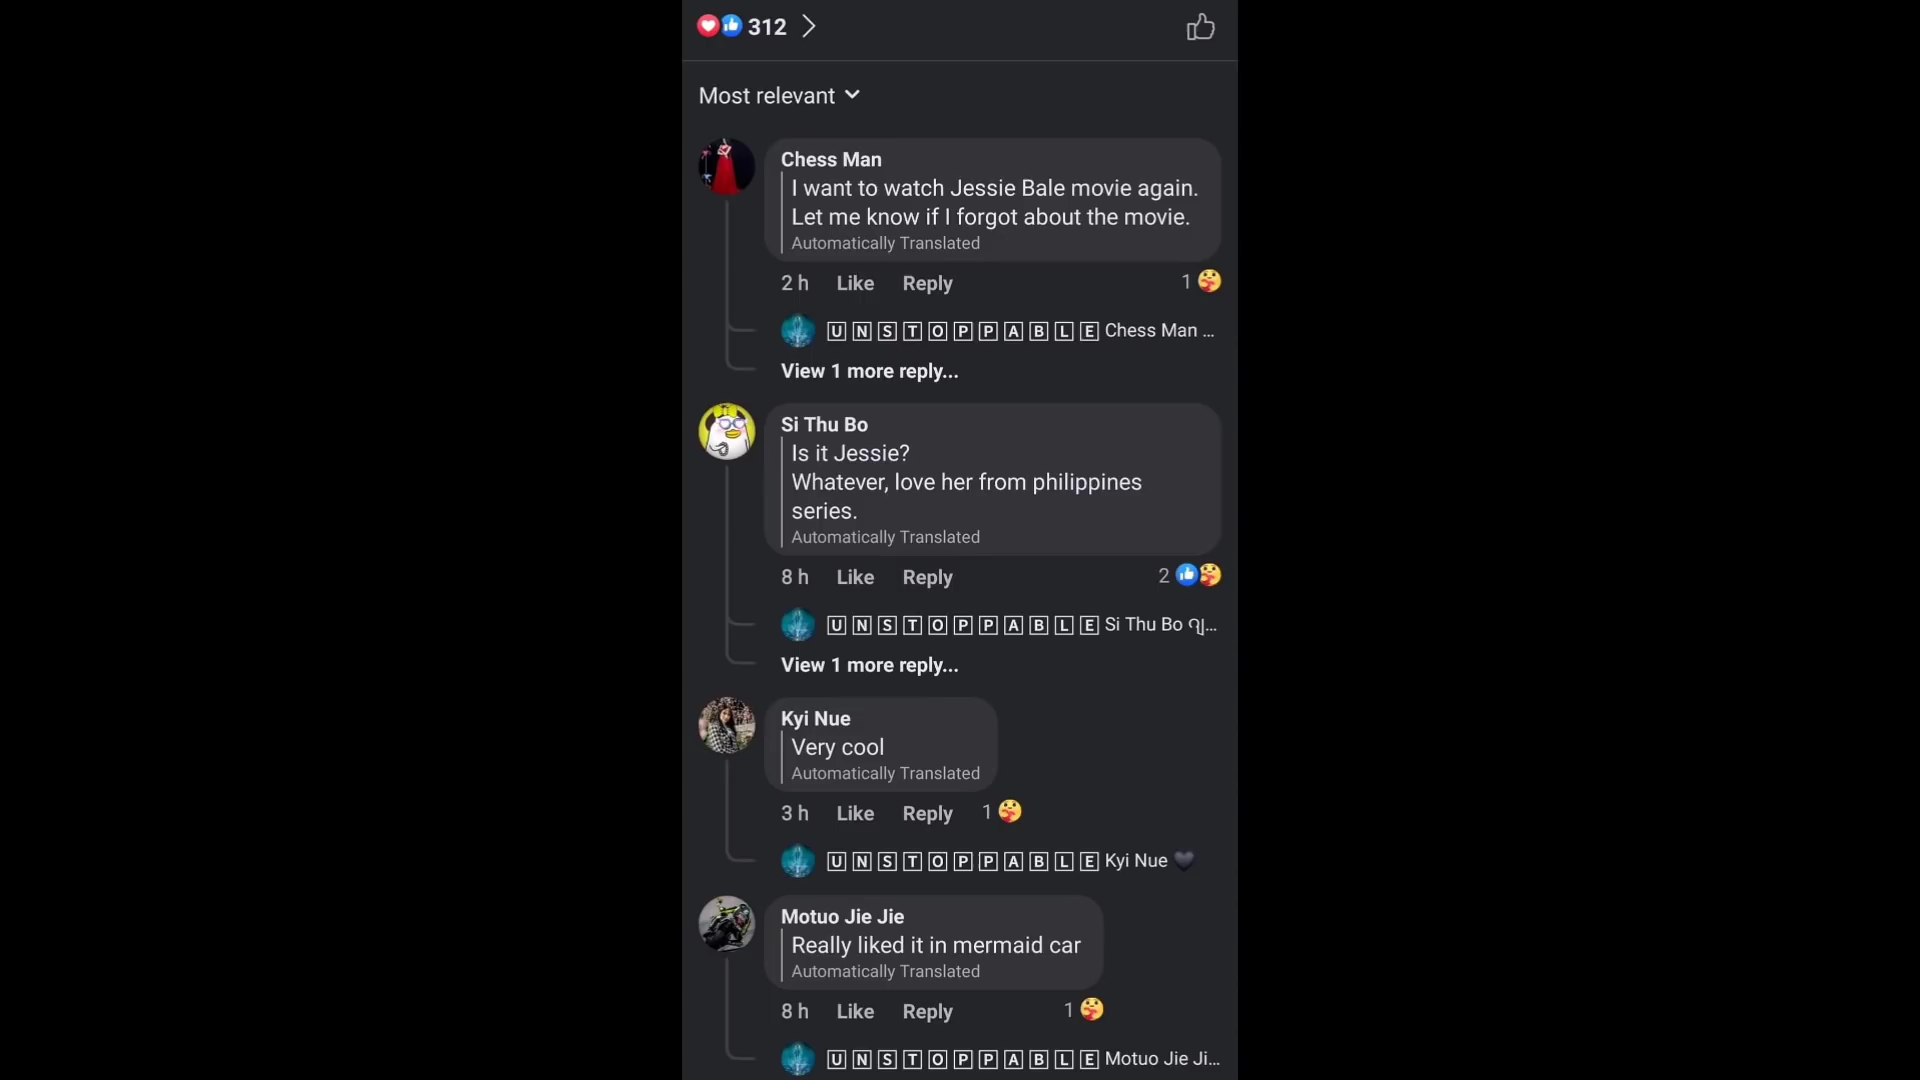 312
Most relevant
Chess Man
I want to watch Jessie Bale movie again.
Let me know if I forgot about the movie.
Automatically Translated
2 h Like Reply 1
🅄🄽🅂🅃🄾🄿🄿🄰🄱🄻🄴 Chess Man ...
View 1 more reply...
Si Thu Bo
Is it Jessie?
Whatever, love her from philippines
series.
Automatically Translated
8 h Like Reply 2
🅄🄽🅂🅃🄾🄿🄿🄰🄱🄻🄴 Si Thu Bo ...
View 1 more reply...
Kyi Nue
Very cool
Automatically Translated
3 h Like Reply 1
🅄🄽🅂🅃🄾🄿🄿🄰🄱🄻🄴 Kyi Nue 🖤
Motuo Jie Jie
Really liked it in mermaid car
Automatically Translated
8 h Like Reply 1
🅄🄽🅂🅃🄾🄿🄿🄰🄱🄻🄴 Motuo Jie Ji...